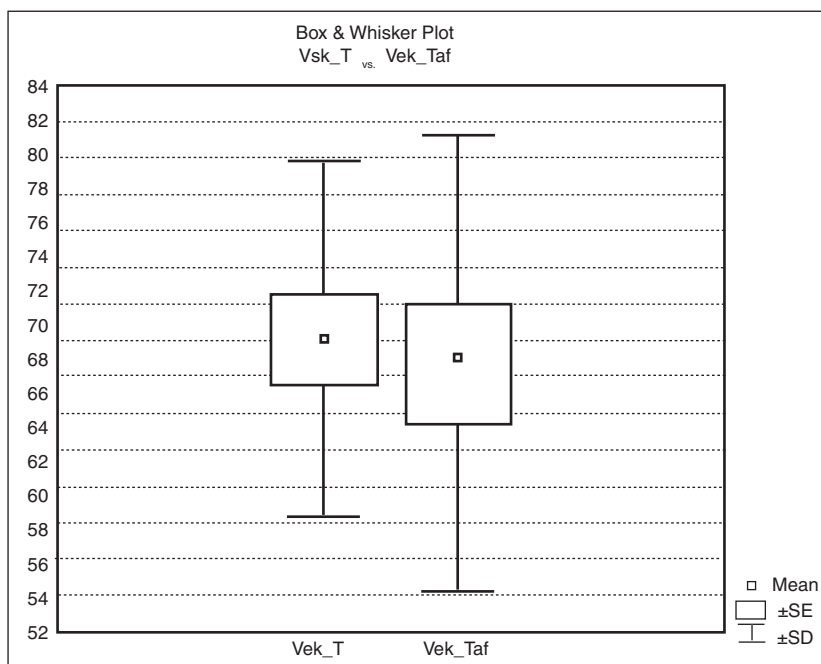 Box & Whisker Plot
Vsk_T vs. Vek_Taf
84
82
80
78
76
74
72
70
68
66
64
62
60
58
56
54
52
Vek_T Vek_Taf
Mean
±SE
±SD